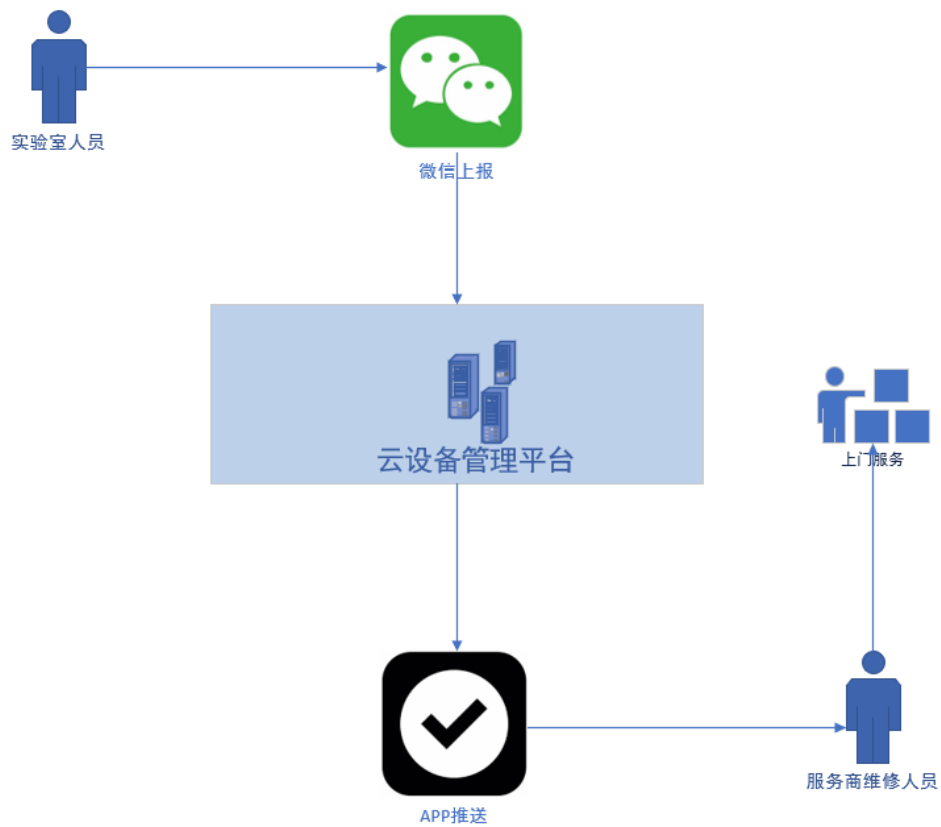 实验室人员
微信上报
云设备管理平台
上门服务
服务商维修人员
APP推送